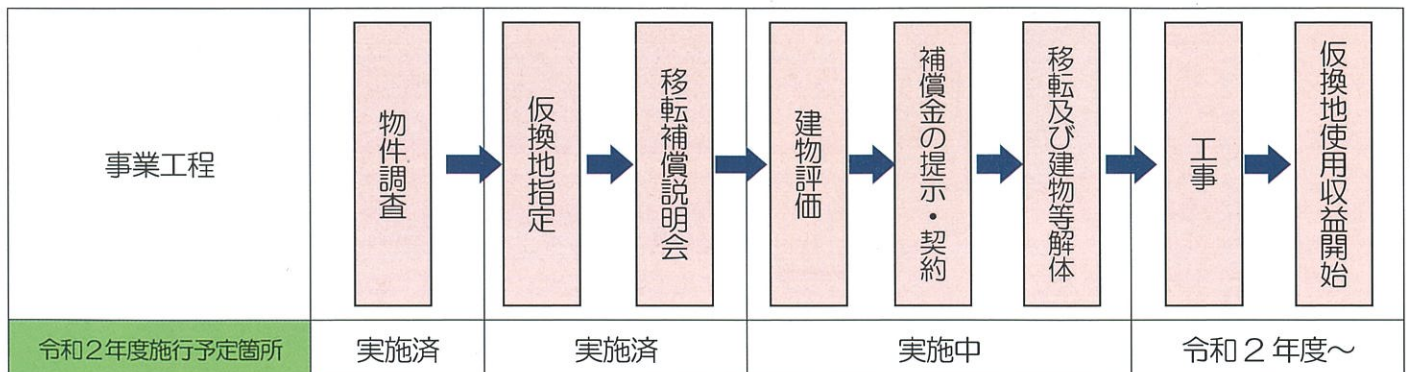 事業工程
物件調査
仮換地指定
移転補償説明会
建物評価
補償金の提示・契約
移転及び建物等解体
工事
仮換地使用収益開始
令和2年度施行予定箇所
実施済
実施済
実施中
令和2年度～